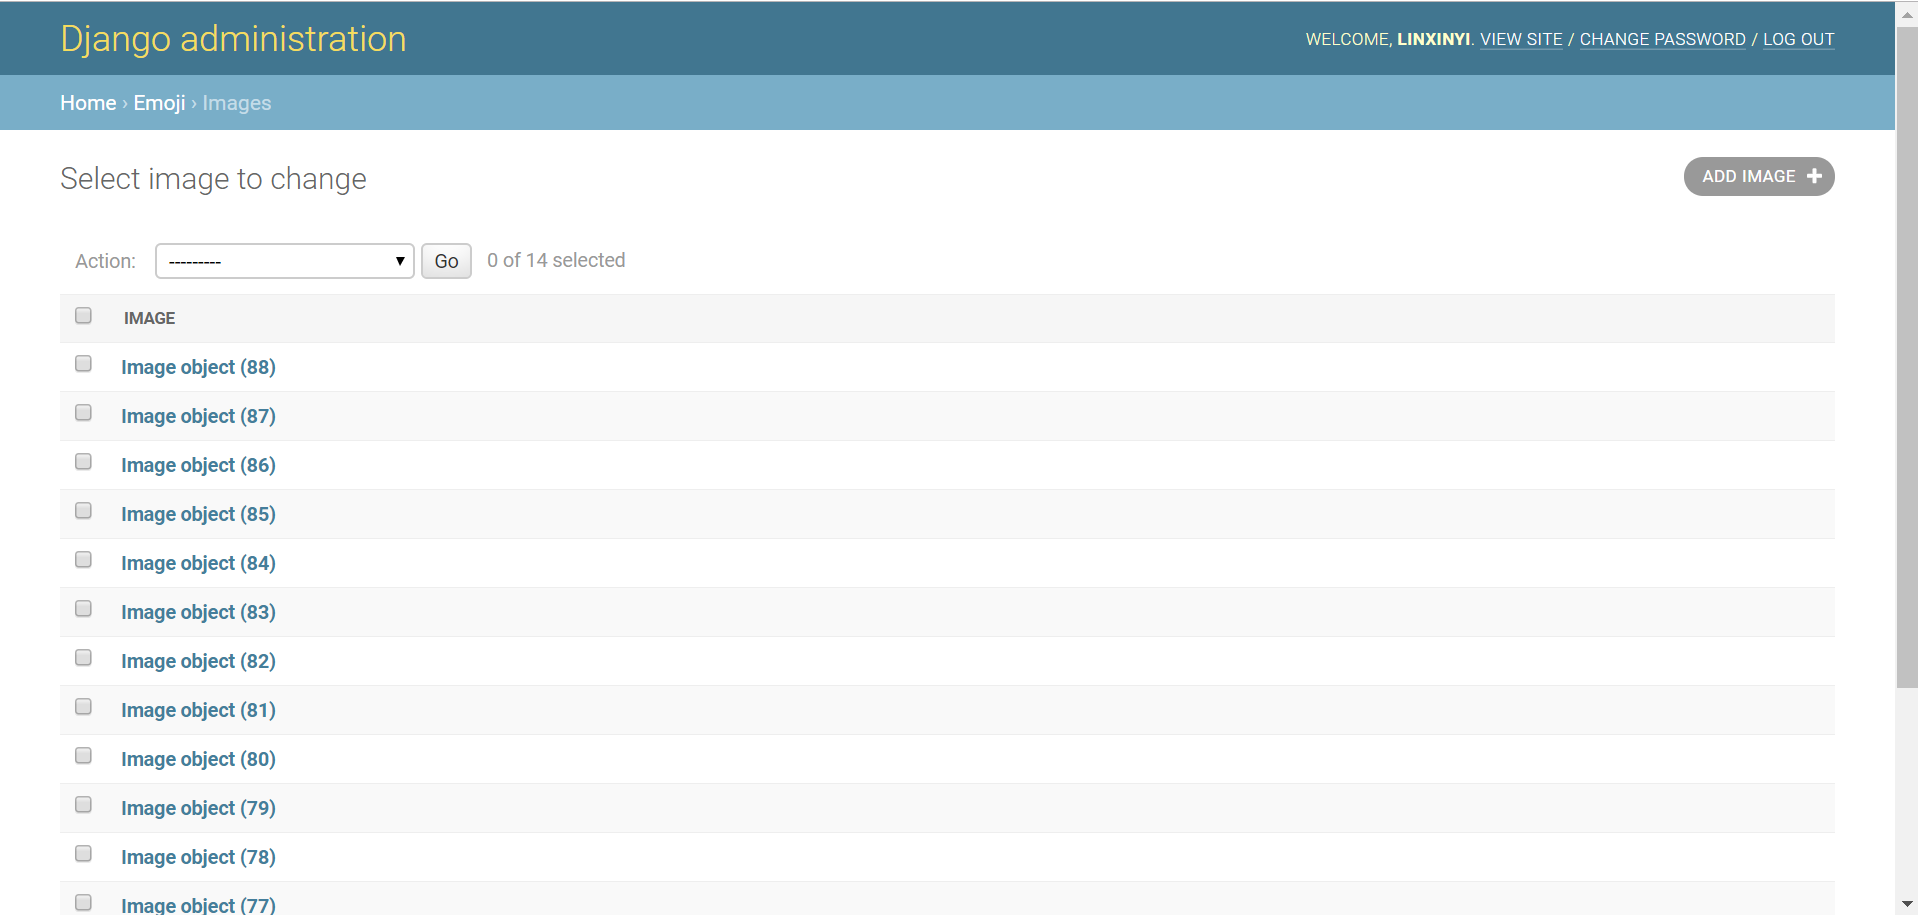 Django administration
WELCOME, LINXINYI. VIEW SITE / CHANGE PASSWORD / LOG OUT
Home › Emoji › Images
Select image to change
ADD IMAGE
Action: --------- Go 0 of 14 selected
IMAGE
Image object (88)
Image object (87)
Image object (86)
Image object (85)
Image object (84)
Image object (83)
Image object (82)
Image object (81)
Image object (80)
Image object (79)
Image object (78)
Image object (77)